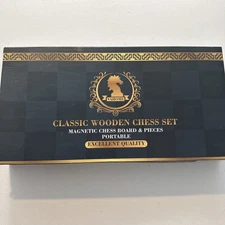 CLASSIC WOODEN CHESS SET
MAGNETIC CHESS BOARD & PIECES
PORTABLE
EXCELLENT QUALITY